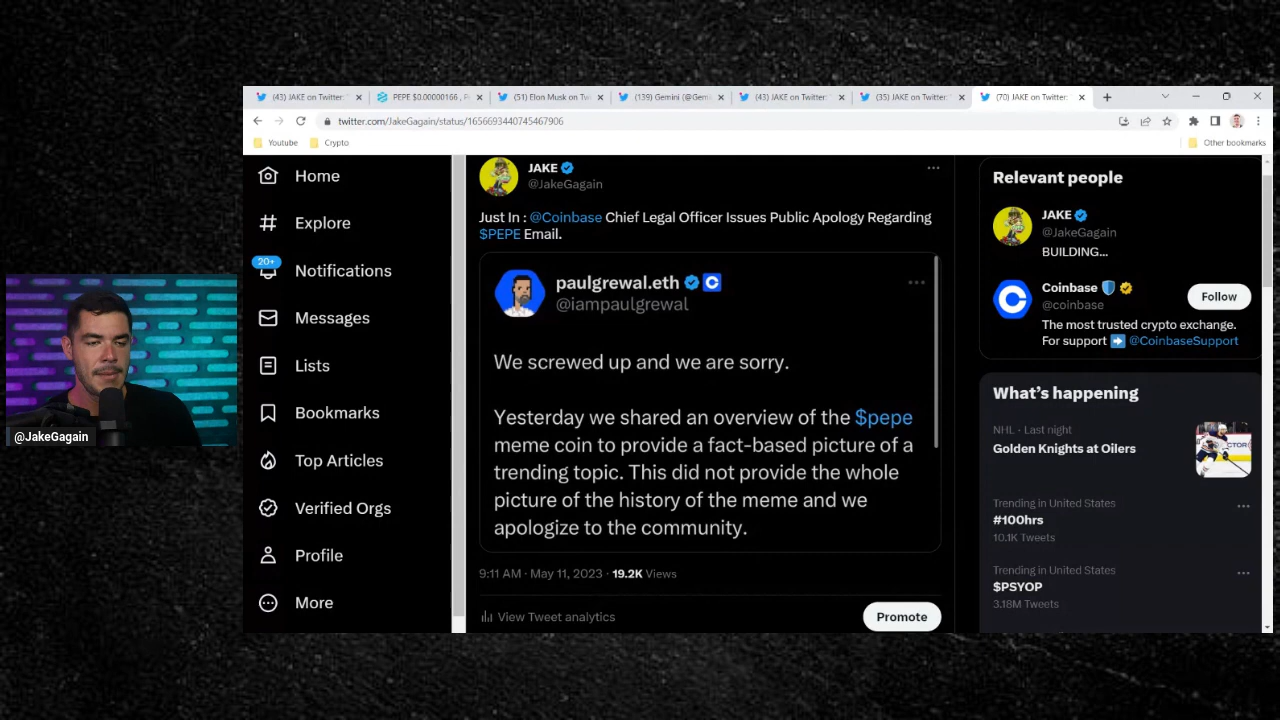 (43) JAKE on Twitter:
PEPE $0.00000166 , P
(51) Elon Musk on Tw
(139) Gemini (@Gem
(43) JAKE on Twitter:
(35) JAKE on Twitter:
(70) JAKE on Twitter:
twitter.com/JakeGagain/status/1656693440745467906
Youtube
Crypto
Other bookmarks
Home
Explore
20+
Notifications
Messages
Lists
Bookmarks
Top Articles
Verified Orgs
Profile
More
JAKE
@JakeGagain
Just In : @Coinbase Chief Legal Officer Issues Public Apology Regarding
$PEPE Email.
paulgrewal.eth
@iampaulgrewal
We screwed up and we are sorry.
Yesterday we shared an overview of the $pepe
meme coin to provide a fact-based picture of a
trending topic. This did not provide the whole
picture of the history of the meme and we
apologize to the community.
9:11 AM · May 11, 2023 · 19.2K Views
View Tweet analytics
Promote
Relevant people
JAKE
@JakeGagain
BUILDING...
Coinbase
@coinbase
Follow
The most trusted crypto exchange.
For support ➡ @CoinbaseSupport
What's happening
NHL · Last night
Golden Knights at Oilers
Trending in United States
#100hrs
10.1K Tweets
Trending in United States
$PSYOP
3.18M Tweets
@JakeGagain